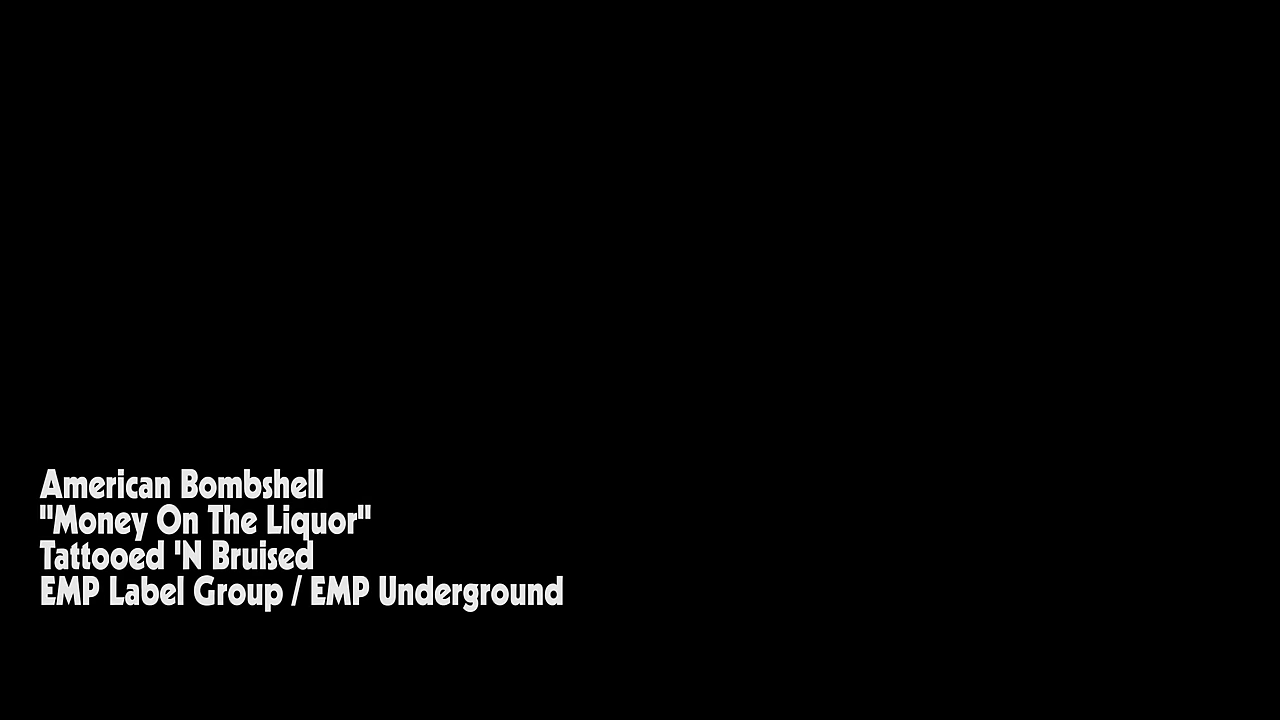 American Bombshell
"Money On The Liquor"
Tattooed 'N Bruised
EMP Label Group / EMP Underground